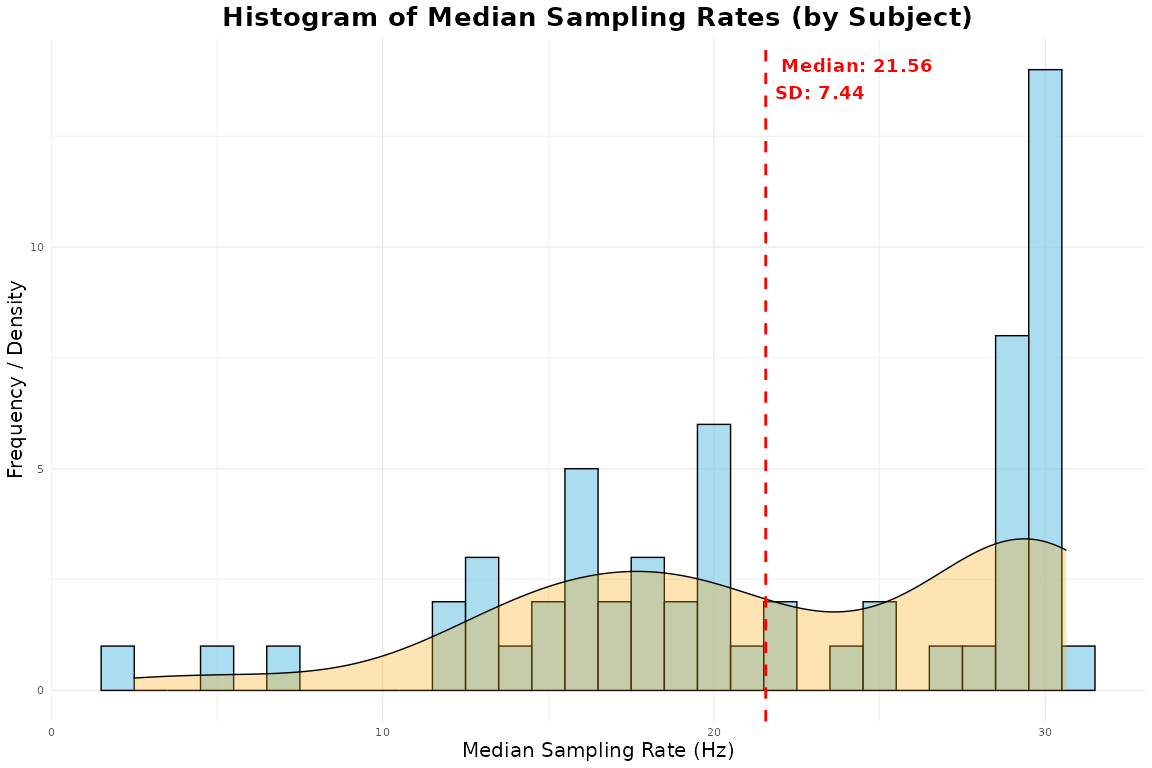 Histogram of Median Sampling Rates (by Subject)
Median: 21.56
SD: 7.44
Frequency / Density
10
5
0
0
10
20
30
Median Sampling Rate (Hz)